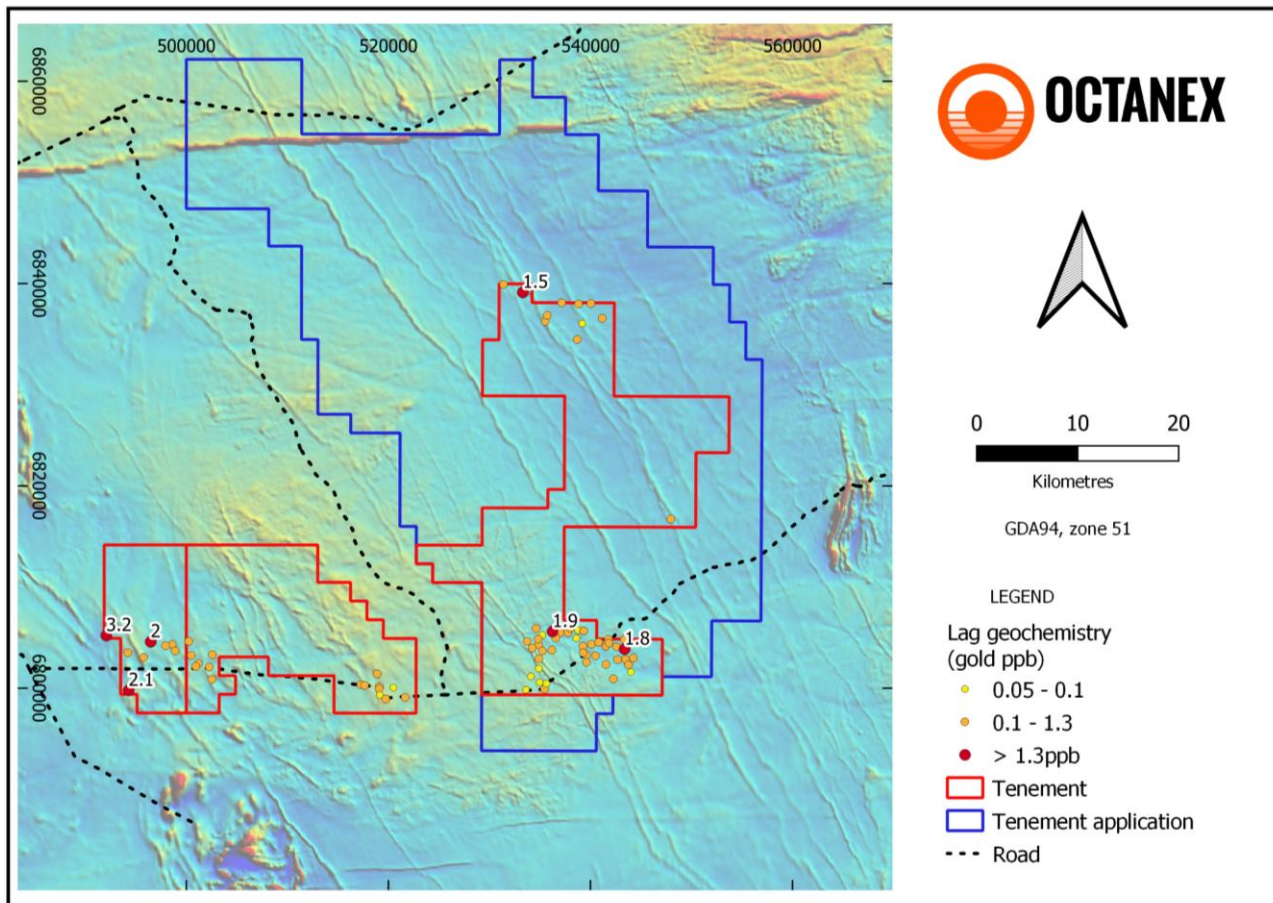 500000 520000 540000 560000
6860000
6840000
6820000
6800000
1.5
3.2
2
2.1
1.9
1.8
OCTANEX
0 10 20
Kilometres
GDA94, zone 51
LEGEND
Lag geochemistry
(gold ppb)
0.05 - 0.1
0.1 - 1.3
> 1.3ppb
Tenement
Tenement application
Road